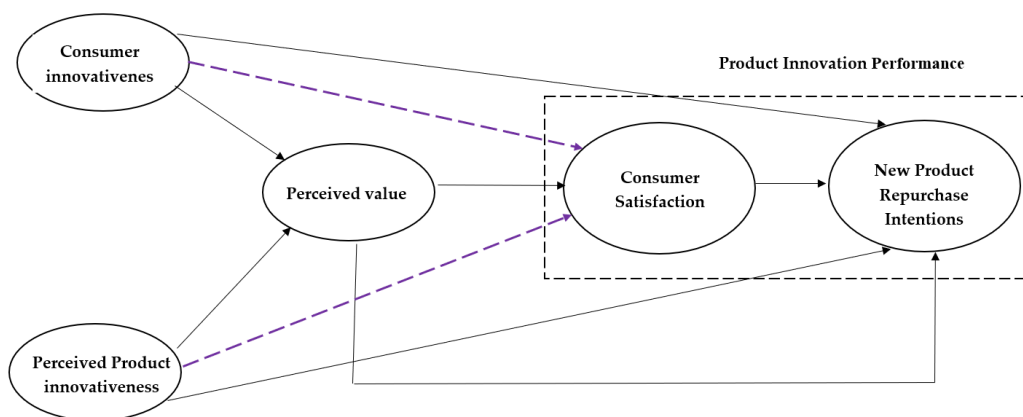 Consumer
innovativenes
Product Innovation Performance
Perceived value
Consumer
Satisfaction
New Product
Repurchase
Intentions
Perceived Product
innovativeness